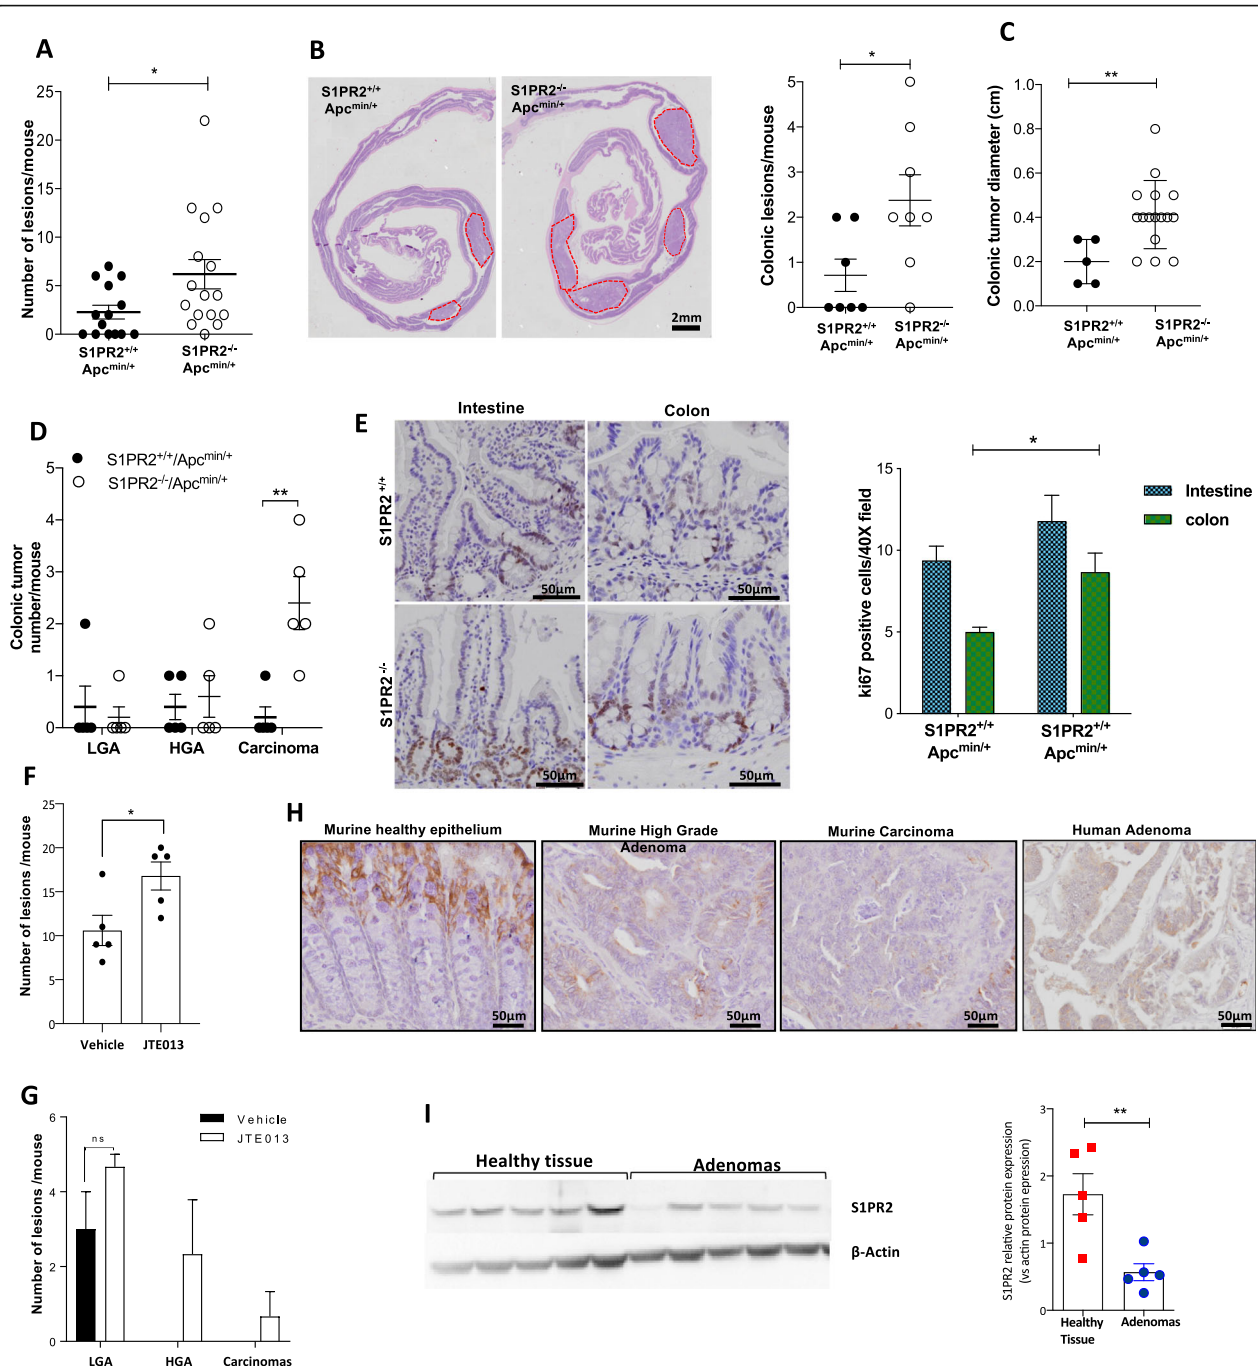 A
*
Number of lesions/mouse
25
20
15
10
5
0
S1PR2+/+
Apcmin/+
S1PR2-/-
Apcmin/+
B
S1PR2+/+
Apcmin/+
S1PR2-/-
Apcmin/+
2mm
*
Colonic lesions/mouse
5
4
3
2
1
0
S1PR2+/+
Apcmin/+
S1PR2-/-
Apcmin/+
C
**
Colonic tumor diameter (cm)
1.0
0.8
0.6
0.4
0.2
0.0
S1PR2+/+
Apcmin/+
S1PR2-/-
Apcmin/+
D
S1PR2+/+/Apcmin/+
S1PR2-/-/Apcmin/+
**
Colonic tumor
number/mouse
5
4
3
2
1
0
LGA
HGA
Carcinoma
E
Intestine
Colon
S1PR2+/+
S1PR2-/-
50µm
50µm
50µm
50µm
*
ki67 positive cells/40X field
15
10
5
0
Intestine
colon
S1PR2+/+
Apcmin/+
S1PR2+/+
Apcmin/+
F
*
Number of lesions /mouse
25
20
15
10
5
0
Vehicle
JTE013
H
Murine healthy epithelium
Murine High Grade
Adenoma
Murine Carcinoma
Human Adenoma
50µm
50µm
50µm
50µm
G
Vehicle
JTE013
ns
Number of lesions /mouse
6
4
2
0
LGA
HGA
Carcinomas
I
Healthy tissue
Adenomas
S1PR2
β-Actin
**
S1PR2 relative protein expression
(vs actin protein epression)
3
2
1
0
Healthy
Tissue
Adenomas